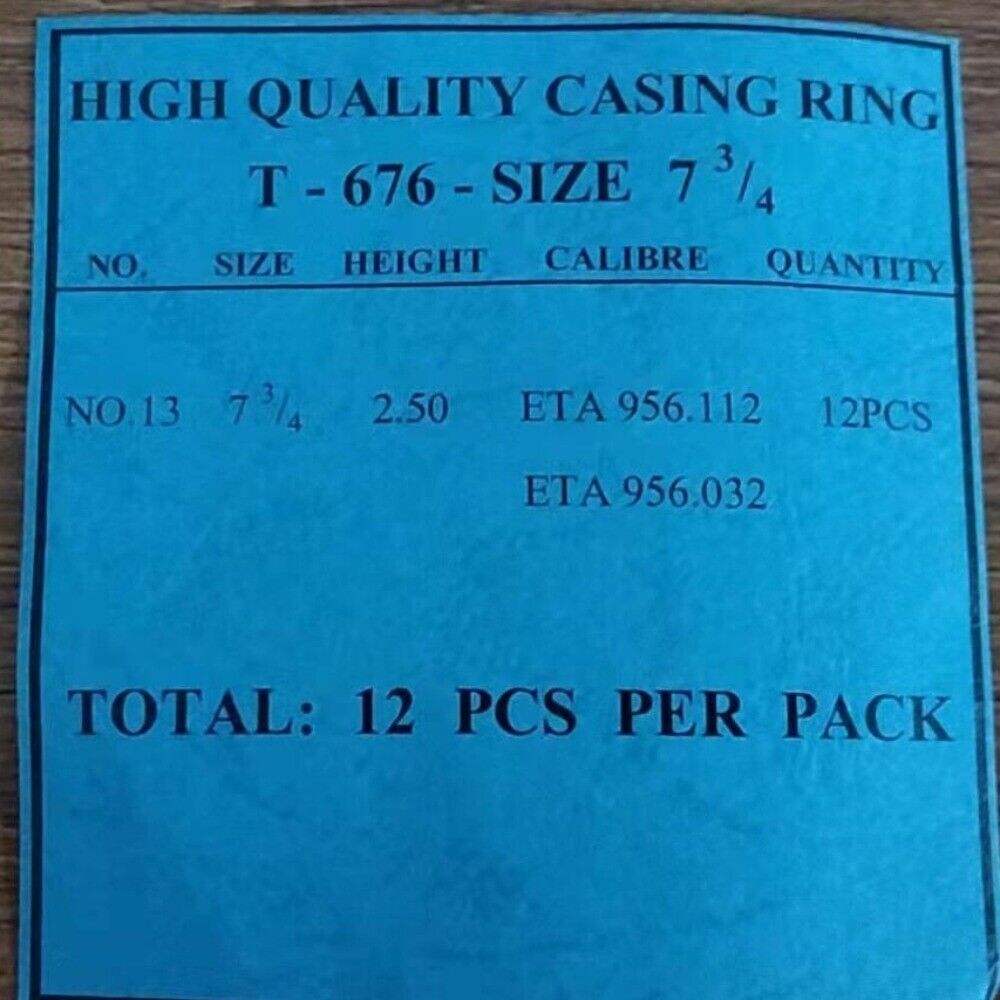 HIGH QUALITY CASING RING
T - 676 - SIZE 7 3/4
NO. SIZE HEIGHT CALIBRE QUANTITY
NO.13 7 3/4 2.50 ETA 956.112 12PCS
ETA 956.032
TOTAL: 12 PCS PER PACK